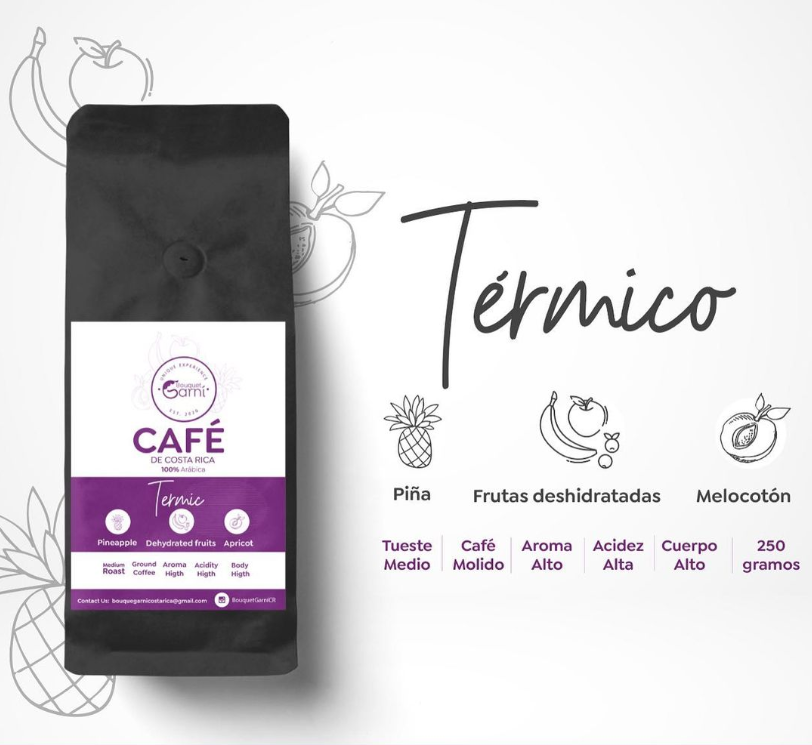 UNIQUE EXPERIENCE
Bouquet
Garni
EST. 2020
CAFÉ
DE COSTA RICA
100% Arábica
Termic
Pineapple
Dehydrated fruits
Apricot
Medium Roast
Ground Coffee
Aroma Higth
Acidity Higth
Body Higth
Contact Us: bouquegarnicostarica@gmail.com
BouquetGarniCR
Térmico
Piña
Frutas deshidratadas
Melocotón
Tueste Medio
Café Molido
Aroma Alto
Acidez Alta
Cuerpo Alto
250 gramos